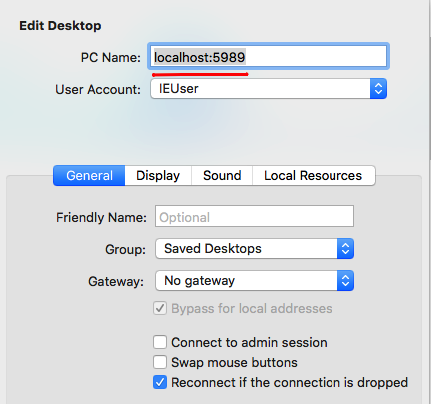 Edit Desktop
PC Name: localhost:5989
User Account: IEUser
General Display Sound Local Resources
Friendly Name: Optional
Group: Saved Desktops
Gateway: No gateway
Bypass for local addresses
Connect to admin session
Swap mouse buttons
Reconnect if the connection is dropped